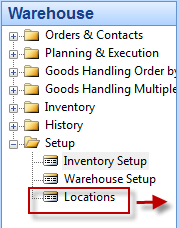 Warehouse
Orders & Contacts
Planning & Execution
Goods Handling Order by
Goods Handling Multiple
Inventory
History
Setup
Inventory Setup
Warehouse Setup
Locations